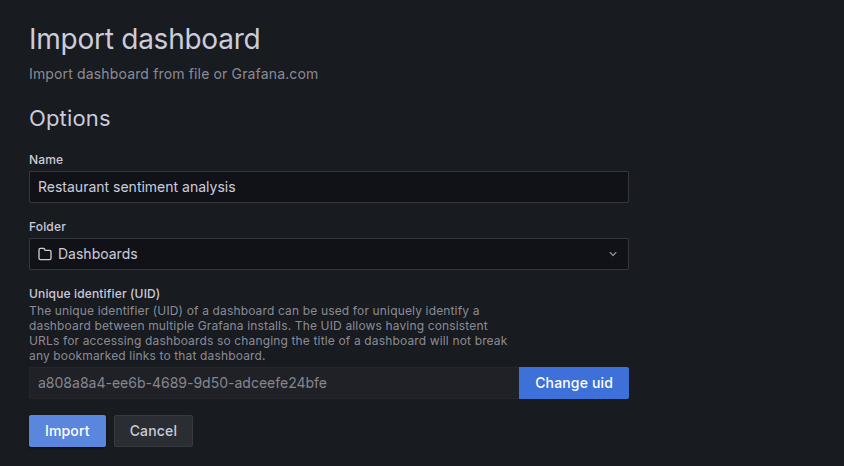 Import dashboard
Import dashboard from file or Grafana.com
Options
Name
Restaurant sentiment analysis
Folder
Dashboards
Unique identifier (UID)
The unique identifier (UID) of a dashboard can be used for uniquely identify a
dashboard between multiple Grafana installs. The UID allows having consistent
URLs for accessing dashboards so changing the title of a dashboard will not break
any bookmarked links to that dashboard.
a808a8a4-ee6b-4689-9d50-adceefe24bfe
Change uid
Import
Cancel